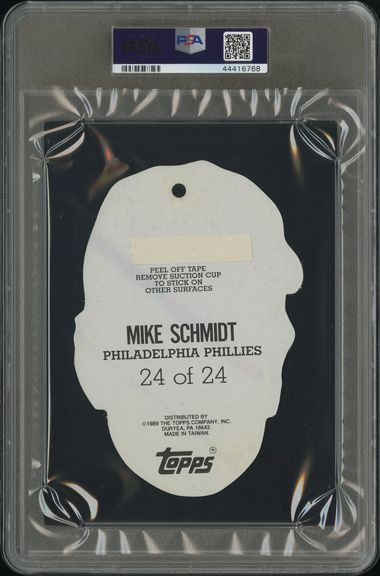 PSA
PSA
44416768
PEEL OFF TAPE
REMOVE SUCTION CUP
TO STICK ON
OTHER SURFACES
MIKE SCHMIDT
PHILADELPHIA PHILLIES
24 of 24
DISTRIBUTED BY
©1989 THE TOPPS COMPANY, INC.
DURYEA, PA 18642.
MADE IN TAIWAN.
TOPPS®